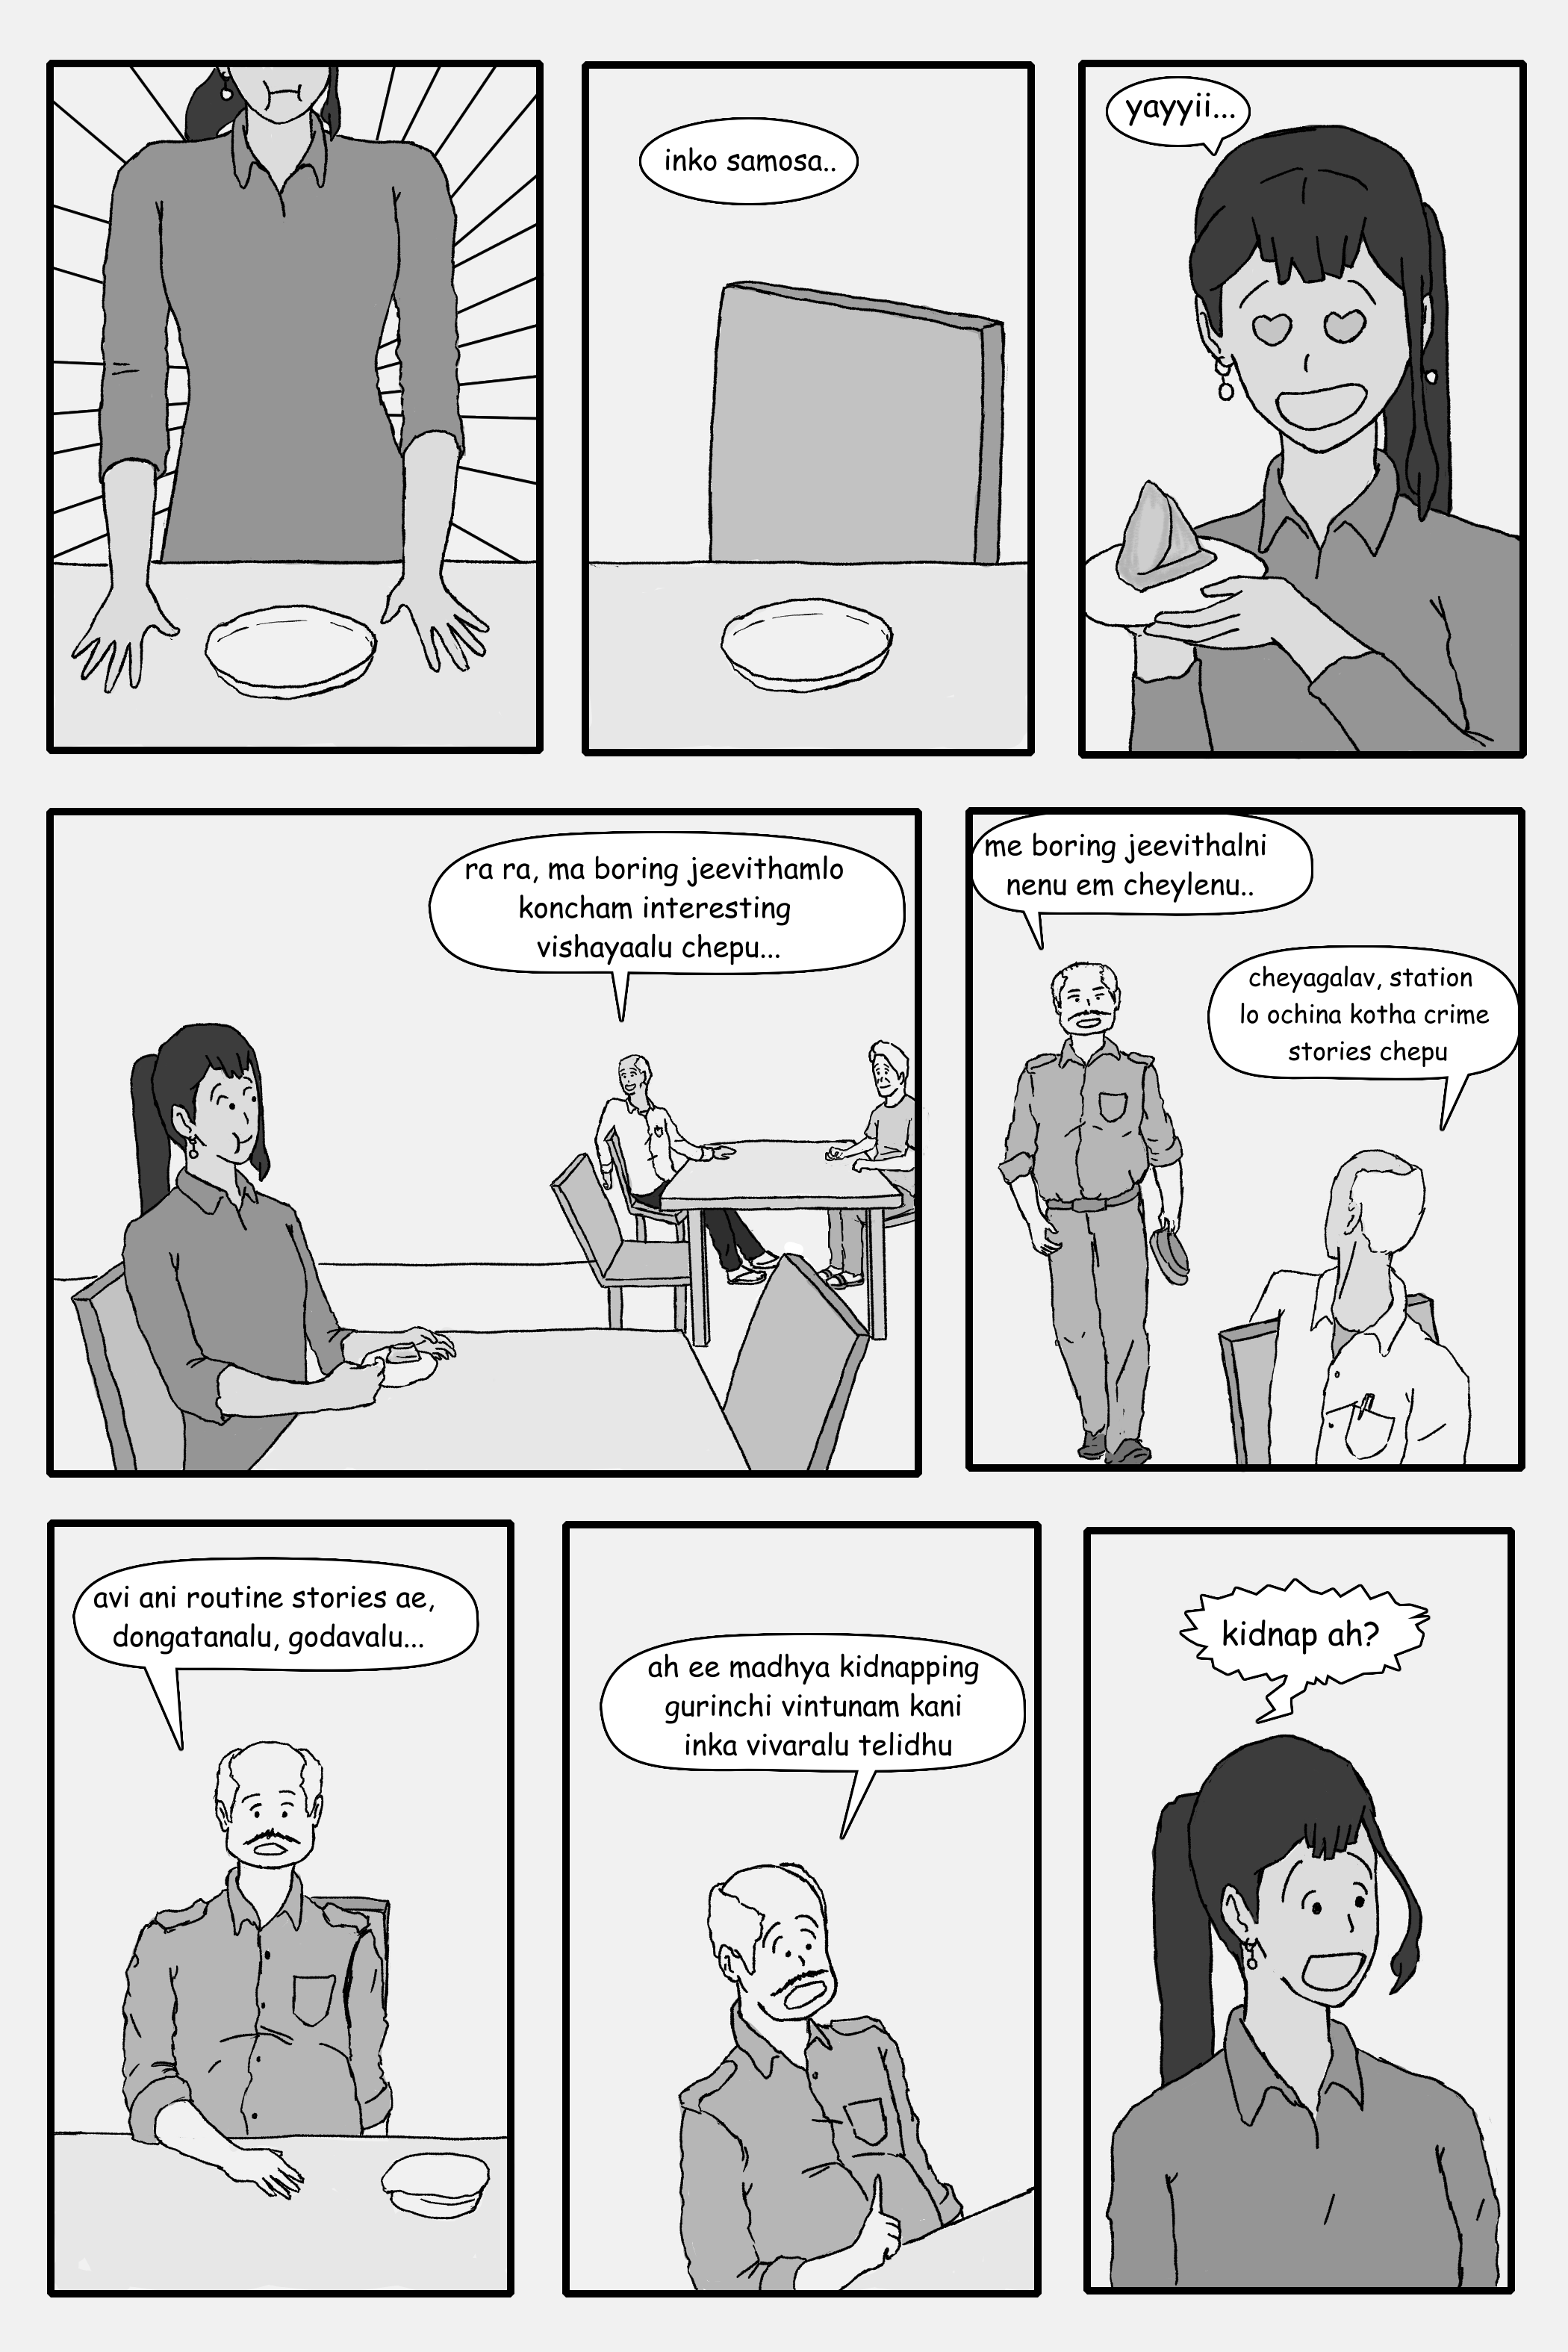 inko samosa..
yayyii...
ra ra, ma boring jeevithamlo
koncham interesting
vishayaalu chepu...
me boring jeevithalni
nenu em cheylenu..
cheyagalav, station
lo ochina kotha crime
stories chepu
avi ani routine stories ae,
dongatanalu, godavalu...
ah ee madhya kidnapping
gurinchi vintunam kani
inka vivaralu telidhu
kidnap ah?